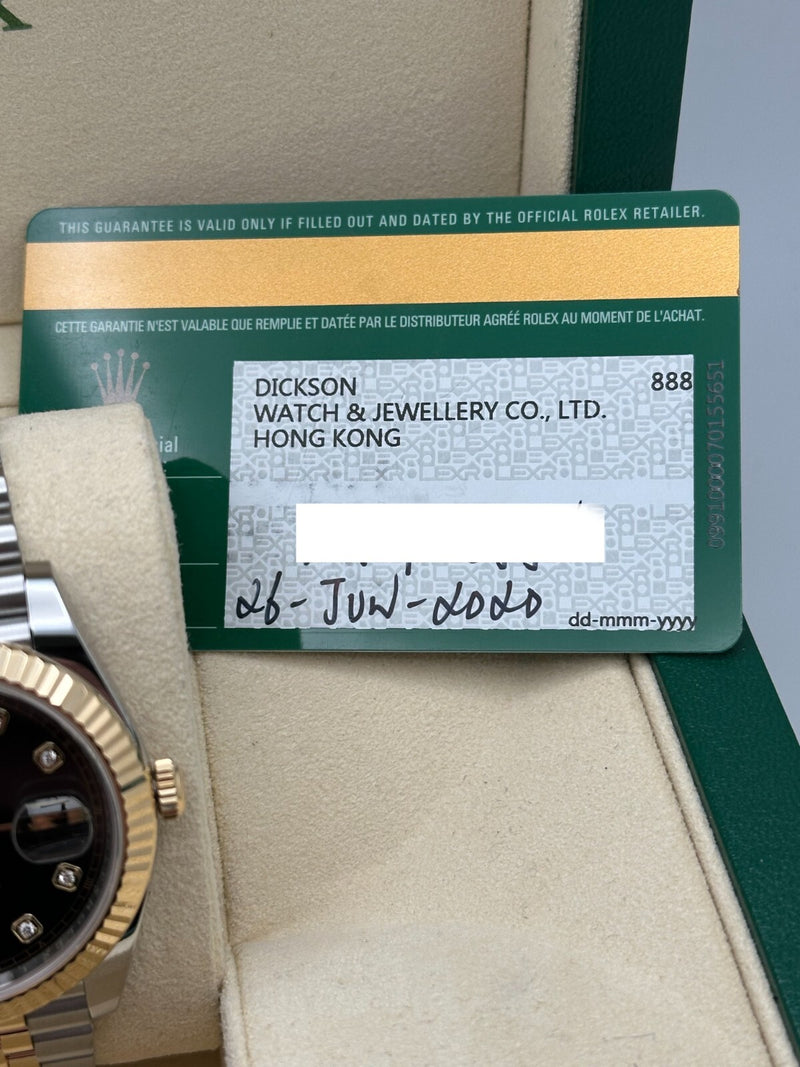 THIS GUARANTEE IS VALID ONLY IF FILLED OUT AND DATED BY THE OFFICIAL ROLEX RETAILER.
CETTE GARANTIE N'EST VALABLE QUE REMPLIE ET DATÉE PAR LE DISTRIBUTEUR AGRÉÉ ROLEX AU MOMENT DE L'ACHAT.
DICKSON 888
WATCH & JEWELLERY CO., LTD.
HONG KONG
0991000070155651
26-JUN-2020
dd-mmm-yyyy